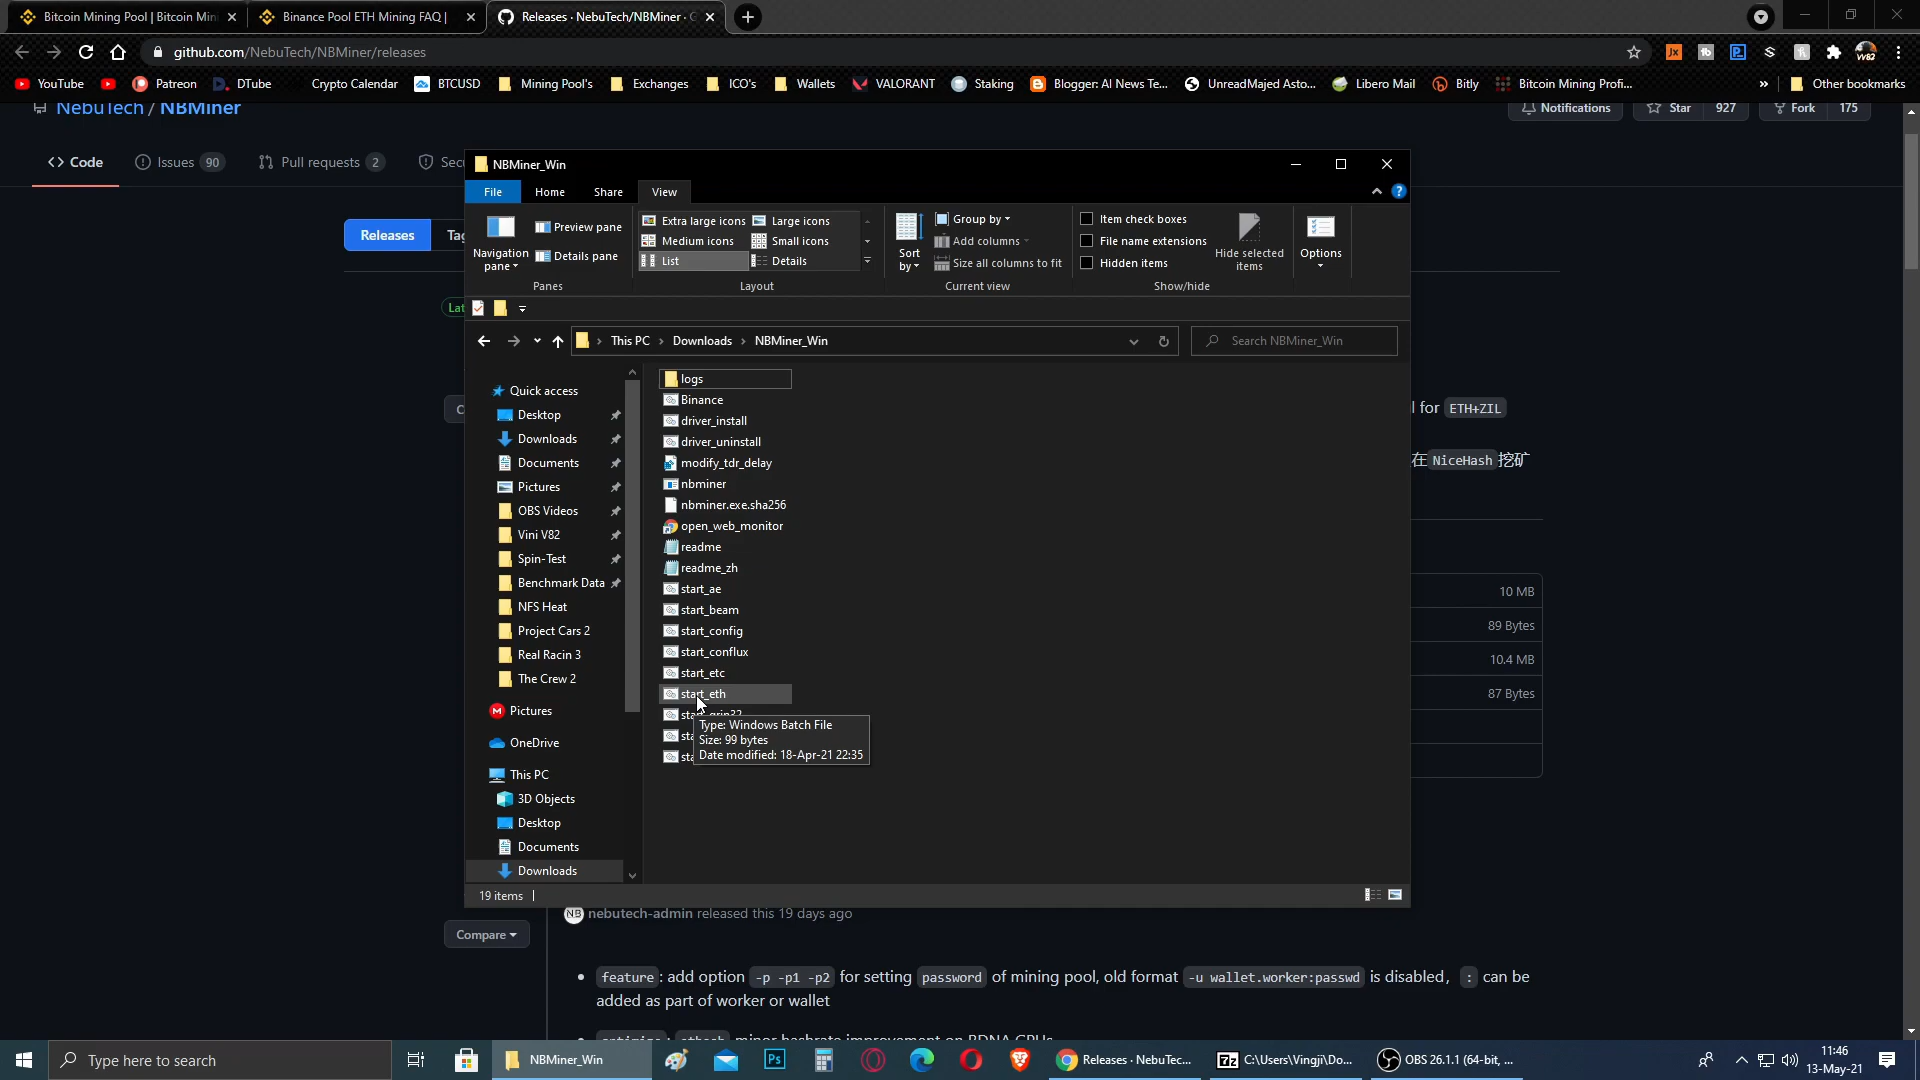 Bitcoin Mining Pool | Bitcoin Min
Binance Pool ETH Mining FAQ |
Releases · NebuTech/NBMiner ·
github.com/NebuTech/NBMiner/releases
YouTube
Patreon
DTube
Crypto Calendar
BTCUSD
Mining Pool's
Exchanges
ICO's
Wallets
VALORANT
Staking
Blogger: AI News Te...
UnreadMajed Asto...
Libero Mail
Bitly
Bitcoin Mining Profi...
»
Other bookmarks
NebuTech / NBMiner
Notifications
Star 927
Fork 175
<> Code
Issues 90
Pull requests 2
Releases
NBMiner_Win
File
Home
Share
View
Navigation pane
Preview pane
Details pane
Panes
Extra large icons
Large icons
Medium icons
Small icons
List
Details
Layout
Sort by
Group by
Add columns
Size all columns to fit
Current view
Item check boxes
File name extensions
Hidden items
Hide selected items
Show/hide
Options
This PC > Downloads > NBMiner_Win
Search NBMiner_Win
Quick access
Desktop
Downloads
Documents
Pictures
OBS Videos
Vini V82
Spin-Test
Benchmark Data
NFS Heat
Project Cars 2
Real Racin 3
The Crew 2
Pictures
OneDrive
This PC
3D Objects
Desktop
Documents
Downloads
logs
Binance
driver_install
driver_uninstall
modify_tdr_delay
nbminer
nbminer.exe.sha256
open_web_monitor
readme
readme_zh
start_ae
start_beam
start_config
start_conflux
start_etc
start_eth
Type: Windows Batch File
Size: 99 bytes
Date modified: 18-Apr-21 22:35
19 items
l for ETH+ZIL
在 NiceHash 挖矿
10 MB
89 Bytes
10.4 MB
87 Bytes
nebutech-admin released this 19 days ago
Compare
feature: add option -p -p1 -p2 for setting password of mining pool, old format -u wallet.worker:passwd is disabled, : can be
added as part of worker or wallet
Type here to search
NBMiner_Win
Releases · NebuTec...
C:\Users\Vingji\Do...
OBS 26.1.1 (64-bit, ...
11:46
13-May-21